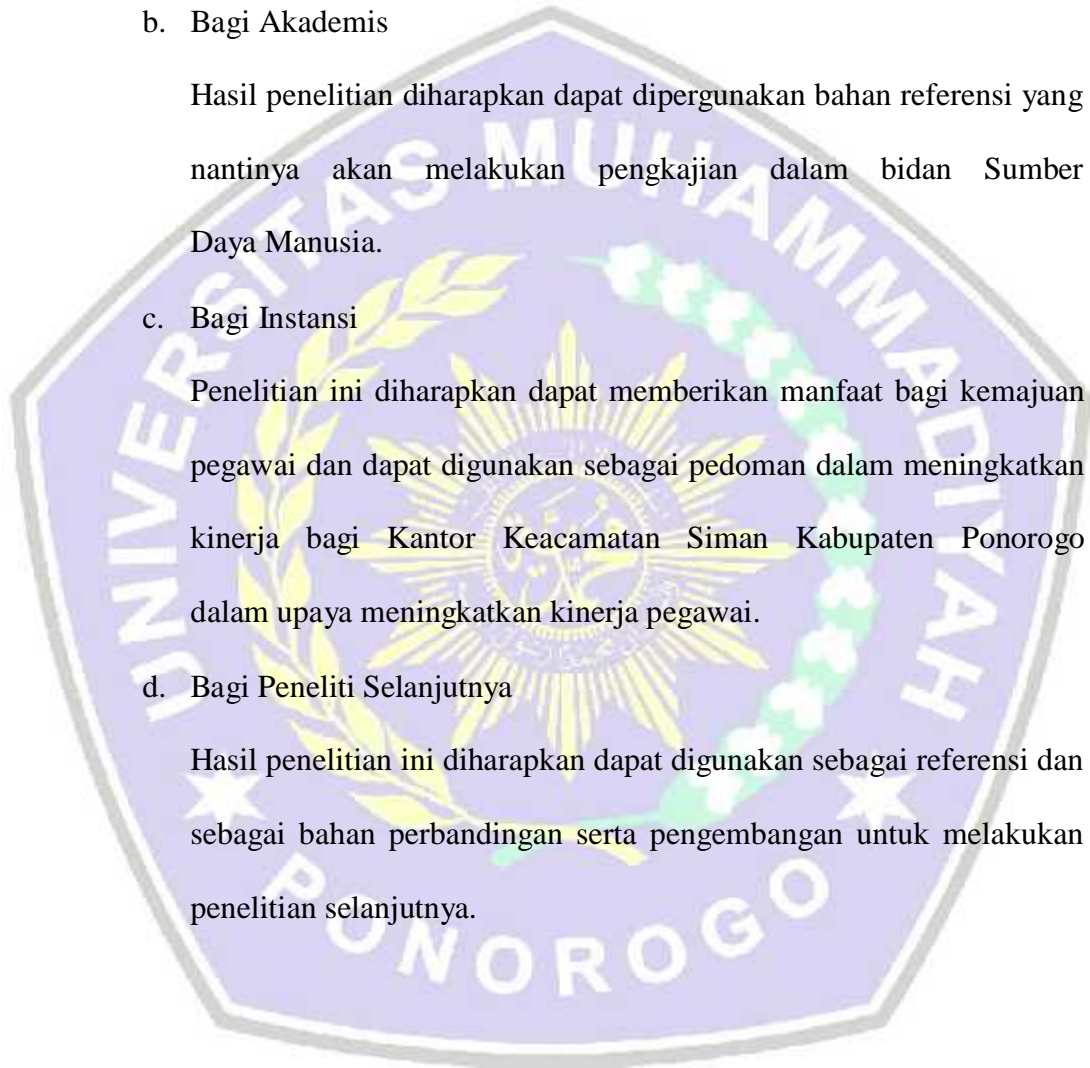 b. Bagi Akademis
Hasil penelitian diharapkan dapat dipergunakan bahan referensi yang
nantinya akan melakukan pengkajian dalam bidan Sumber
Daya Manusia.
c. Bagi Instansi
Penelitian ini diharapkan dapat memberikan manfaat bagi kemajuan
pegawai dan dapat digunakan sebagai pedoman dalam meningkatkan
kinerja bagi Kantor Keacamatan Siman Kabupaten Ponorogo
dalam upaya meningkatkan kinerja pegawai.
d. Bagi Peneliti Selanjutnya
Hasil penelitian ini diharapkan dapat digunakan sebagai referensi dan
sebagai bahan perbandingan serta pengembangan untuk melakukan
penelitian selanjutnya.
UNIVERSITAS MUHAMMADIYAH
PONOROGO